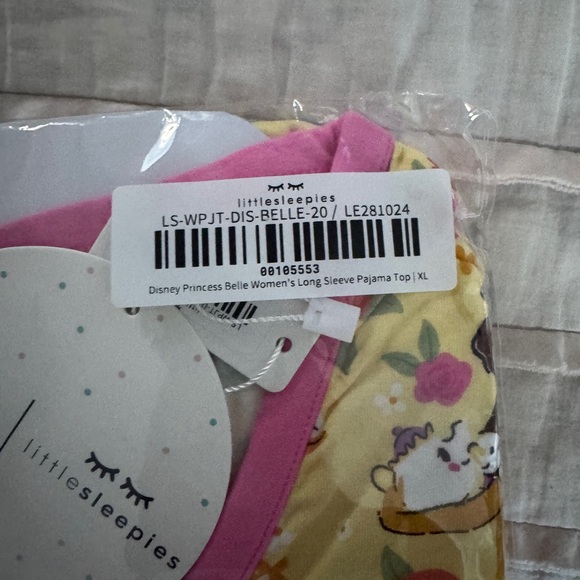 littlesleepies
LS-WPJT-DIS-BELLE-20 / LE281024
00105553
Disney Princess Belle Women's Long Sleeve Pajama Top | XL
littlesleepies